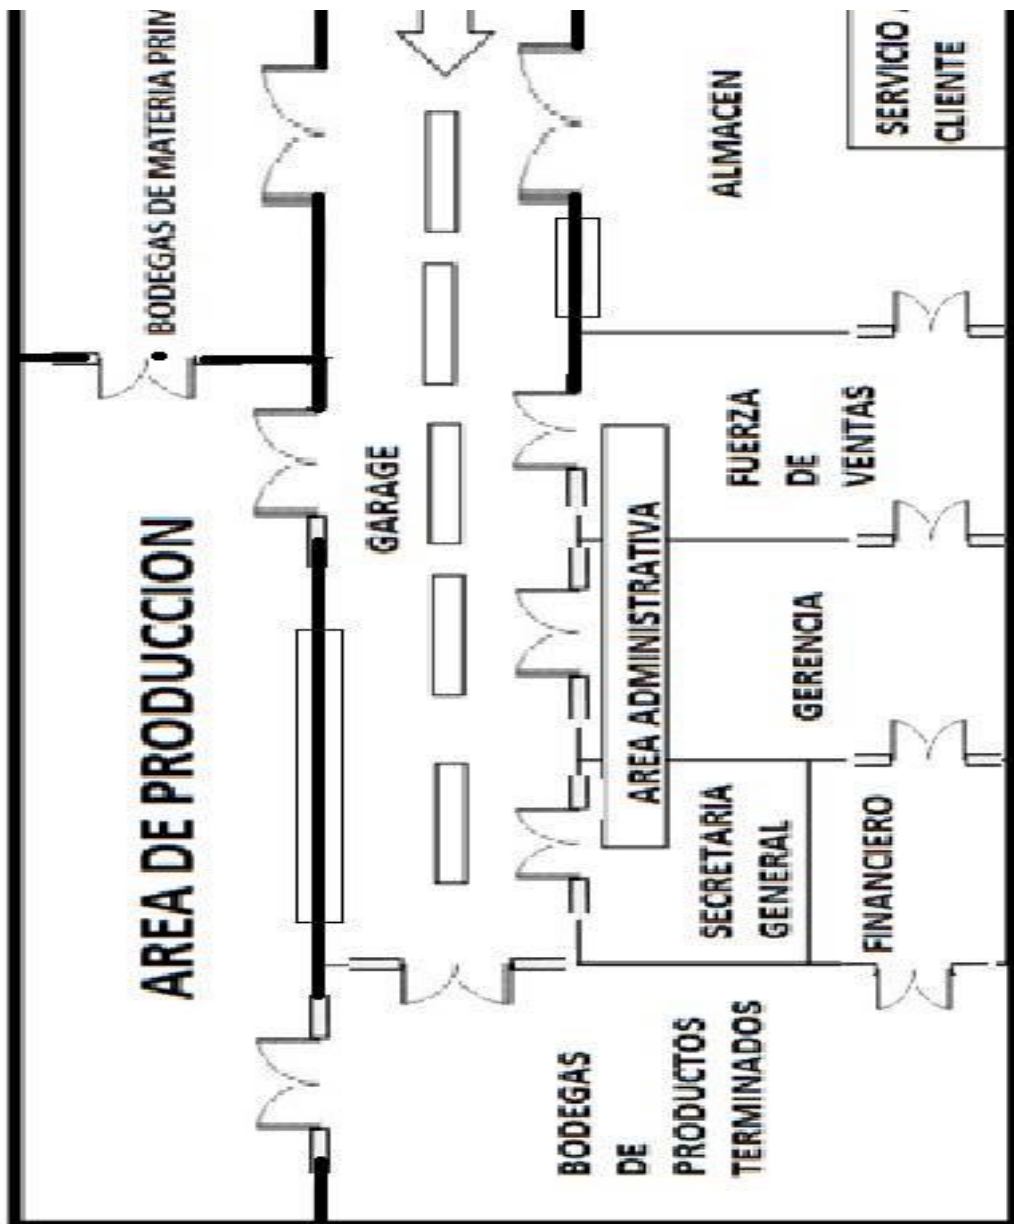 BODEGAS DE MATERIA PRIM
AREA DE PRODUCCION
GARAGE
ALMACEN
SERVICIO
CLIENTE
FUERZA
DE
VENTAS
AREA ADMINISTRATIVA
GERENCIA
SECRETARIA
GENERAL
FINANCIERO
BODEGAS
DE
PRODUCTOS
TERMINADOS